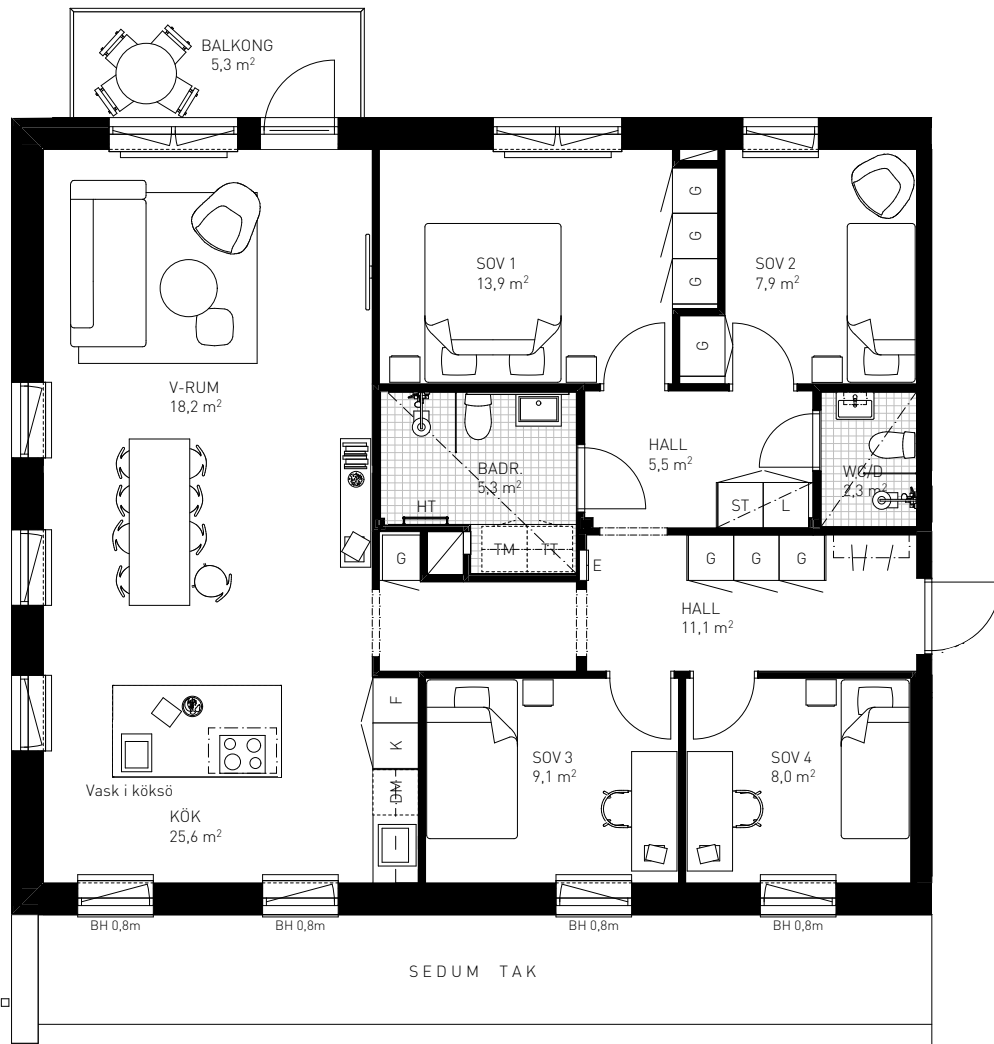 BALKONG
5,3 m²
G
G
G
G
SOV 1
13,9 m²
SOV 2
7,9 m²
V-RUM
18,2 m²
HALL
5,5 m²
BADR.
5,3 m²
WC/D
2,3 m²
HT
ST
L
TM
TT
G
E
G
G
G
HALL
11,1 m²
F
K
DM
SOV 3
9,1 m²
SOV 4
8,0 m²
Vask i köksö
KÖK
25,6 m²
BH 0,8m
BH 0,8m
BH 0,8m
BH 0,8m
SEDUM TAK